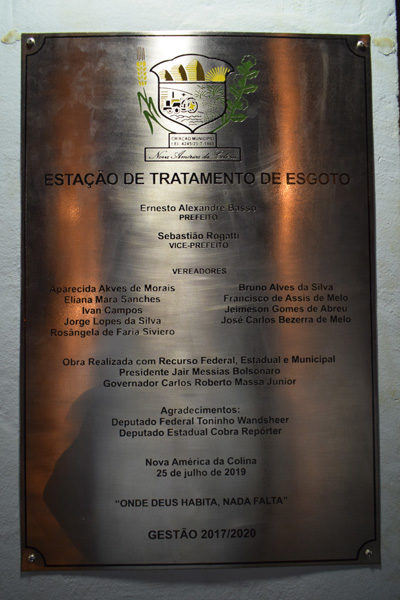 CRIAÇÃO MUNICÍPIO
Nova América da Colina
ESTAÇÃO DE TRATAMENTO DE ESGOTO
Ernesto Alexandre Basso
PREFEITO
Sebastião Rogatti
VICE-PREFEITO
VEREADORES
Aparecida Akves de Morais
Eliana Mara Sanches
Ivan Campos
Jorge Lopes da Silva
Rosângela de Faria Siviero
Bruno Alves da Silva
Francisco de Assis de Melo
Jeimeson Gomes de Abreu
José Carlos Bezerra de Melo
Obra Realizada com Recurso Federal, Estadual e Municipal
Presidente Jair Messias Bolsonaro
Governador Carlos Roberto Massa Junior
Agradecimentos:
Deputado Federal Toninho Wandsheer
Deputado Estadual Cobra Repórter
Nova América da Colina
25 de julho de 2019
“ONDE DEUS HABITA, NADA FALTA”
GESTÃO 2017/2020